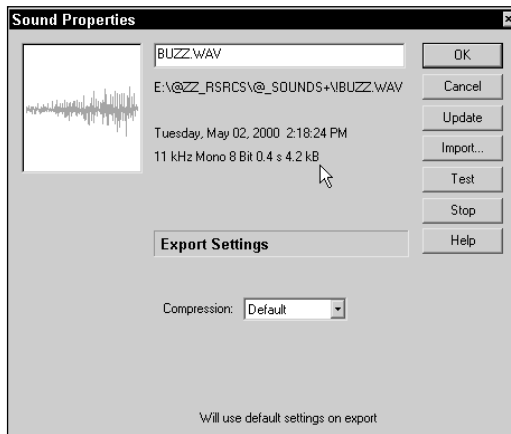 Sound Properties
BUZZ.WAV
E:\@ZZ_RSRCS\@_SOUNDS+\!BUZZ.WAV
Tuesday, May 02, 2000 2:18:24 PM
11 kHz Mono 8 Bit 0.4 s 4.2 kB
OK
Cancel
Update
Import...
Test
Stop
Help
Export Settings
Compression: Default
Will use default settings on export